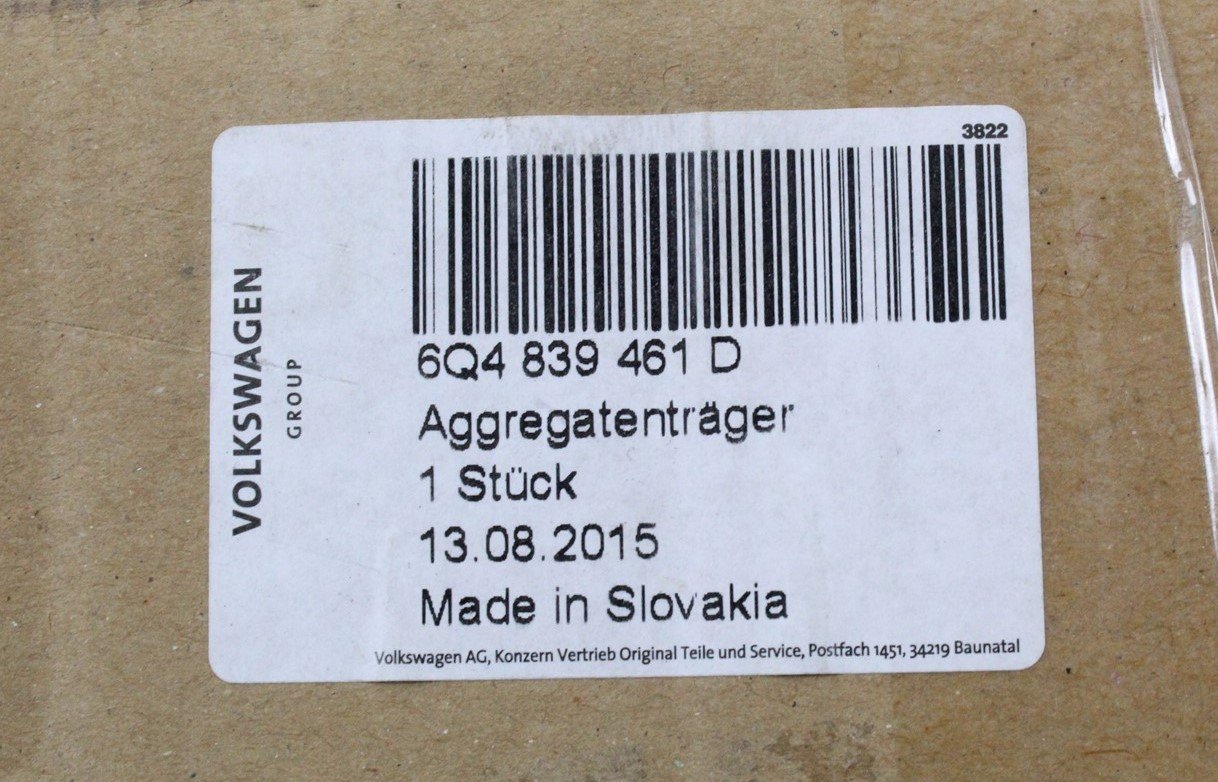 3822
VOLKSWAGEN
GROUP
6Q4 839 461 D
Aggregatenträger
1 Stück
13.08.2015
Made in Slovakia
Volkswagen AG, Konzern Vertrieb Original Teile und Service, Postfach 1451, 34219 Baunatal